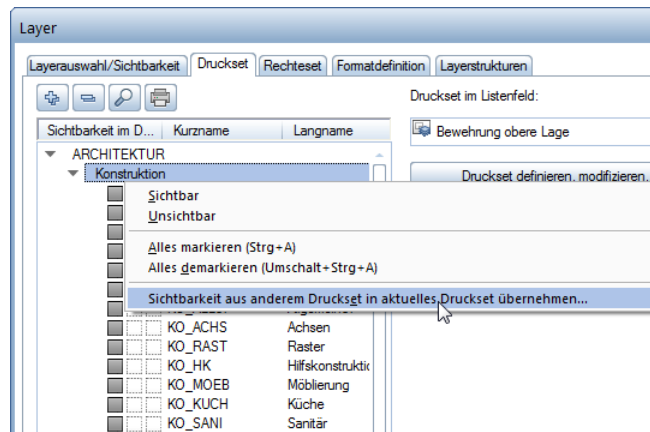 Layer
Layerauswahl/Sichtbarkeit Druckset Rechteset Formatdefinition Layerstrukturen
Druckset im Listenfeld:
Sichtbarkeit im D... Kurzname Langname
Bewehrung obere Lage
ARCHITEKTUR
Konstruktion
Druckset definieren, modifizieren,
Sichtbar
Unsichtbar
Alles markieren (Strg+A)
Alles demarkieren (Umschalt+Strg+A)
Sichtbarkeit aus anderem Druckset in aktuelles Druckset übernehmen...
KO_ACHS Achsen
KO_RAST Raster
KO_HK Hilfskonstruktio
KO_MOEB Möblierung
KO_KUCH Küche
KO_SANI Sanitär